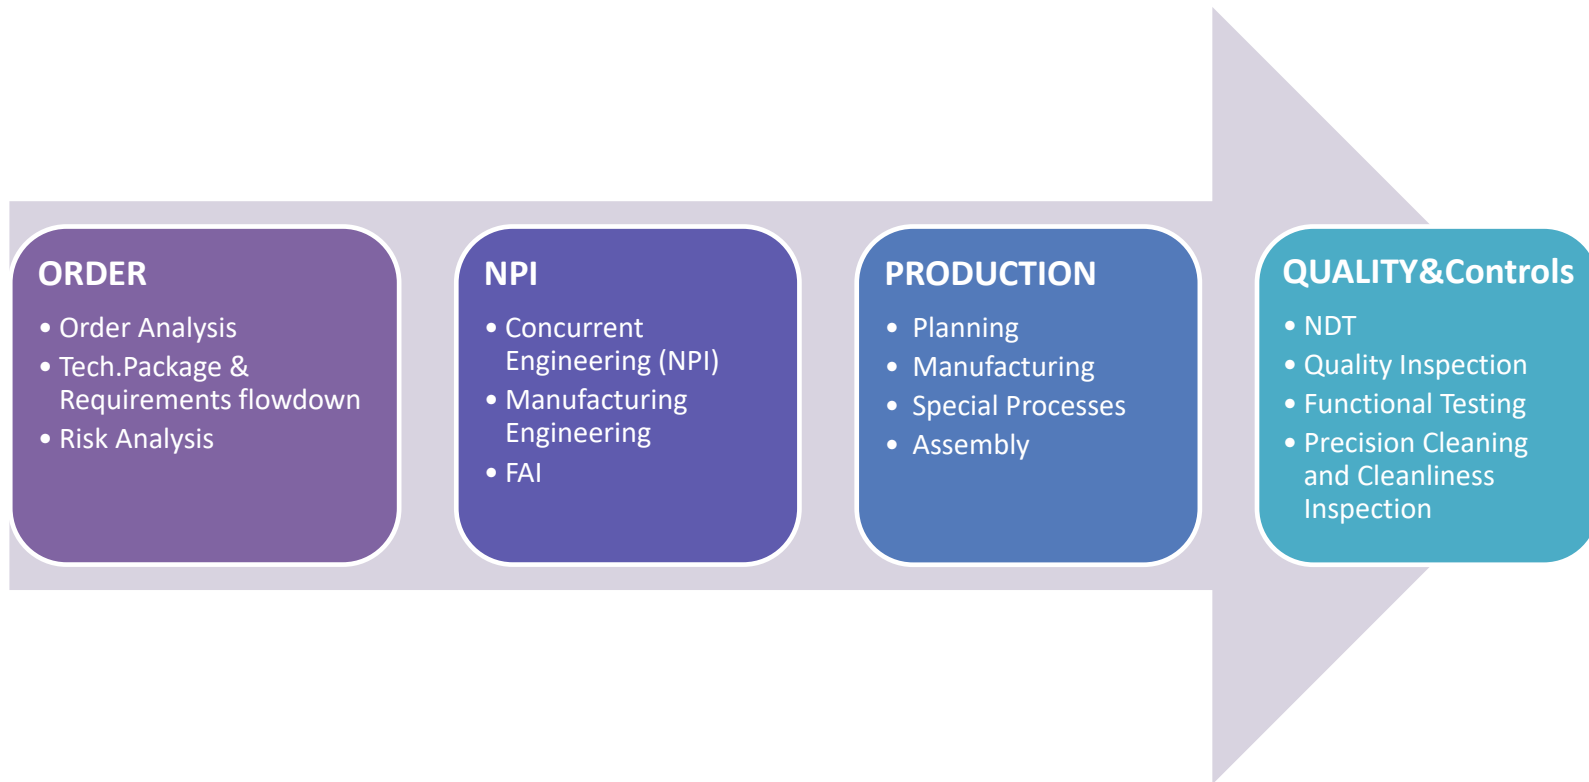 ORDER
• Order Analysis
• Tech.Package &
Requirements flowdown
• Risk Analysis
NPI
• Concurrent
Engineering (NPI)
• Manufacturing
Engineering
• FAI
PRODUCTION
• Planning
• Manufacturing
• Special Processes
• Assembly
QUALITY&Controls
• NDT
• Quality Inspection
• Functional Testing
• Precision Cleaning
and Cleanliness
Inspection